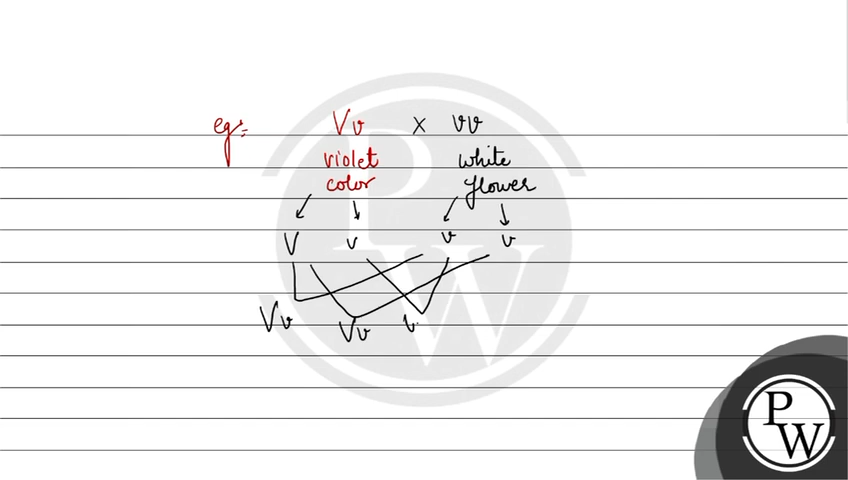 eg:- Vv x vv
violet white
color flower
V v v v
Vv Vv v
P
W
P
W